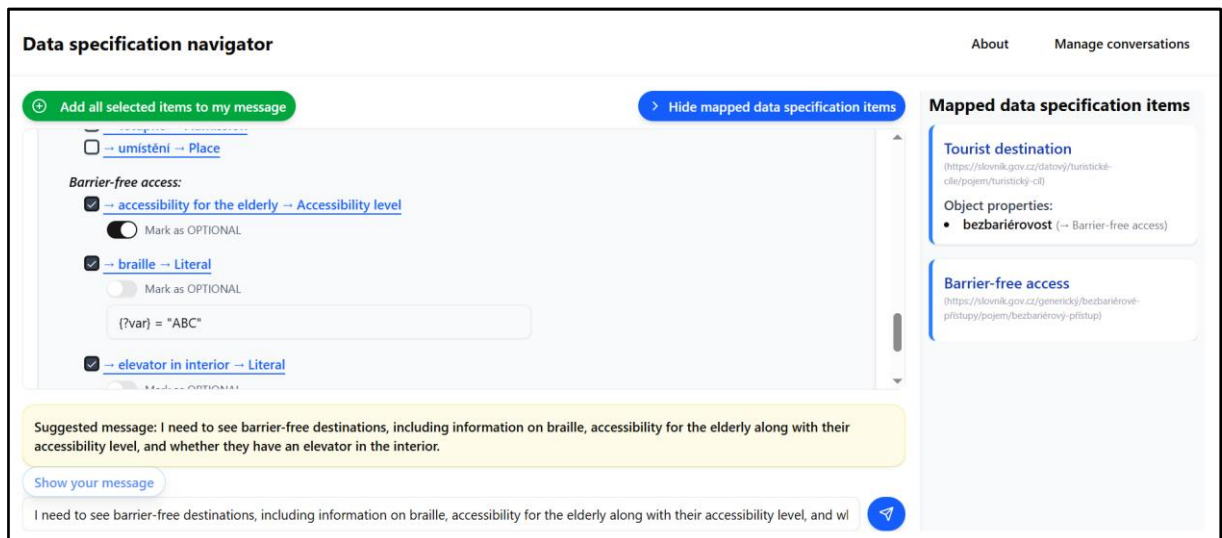 Data specification navigator
About
Manage conversations
Add all selected items to my message
Hide mapped data specification items
→ umístění → Place
Barrier-free access:
→ accessibility for the elderly → Accessibility level
Mark as OPTIONAL
→ braille → Literal
Mark as OPTIONAL
{?var} = "ABC"
→ elevator in interior → Literal
Mark as OPTIONAL
Suggested message: I need to see barrier-free destinations, including information on braille, accessibility for the elderly along with their
accessibility level, and whether they have an elevator in the interior.
Show your message
I need to see barrier-free destinations, including information on braille, accessibility for the elderly along with their accessibility level, and wl
Mapped data specification items
Tourist destination
(https://slovník.gov.cz/datový/turistické-
cíle/pojem/turistický-cíl)
Object properties:
• bezbariérovost (→ Barrier-free access)
Barrier-free access
(https://slovník.gov.cz/generický/bezbariérové-
přístupy/pojem/bezbariérový-přístup)